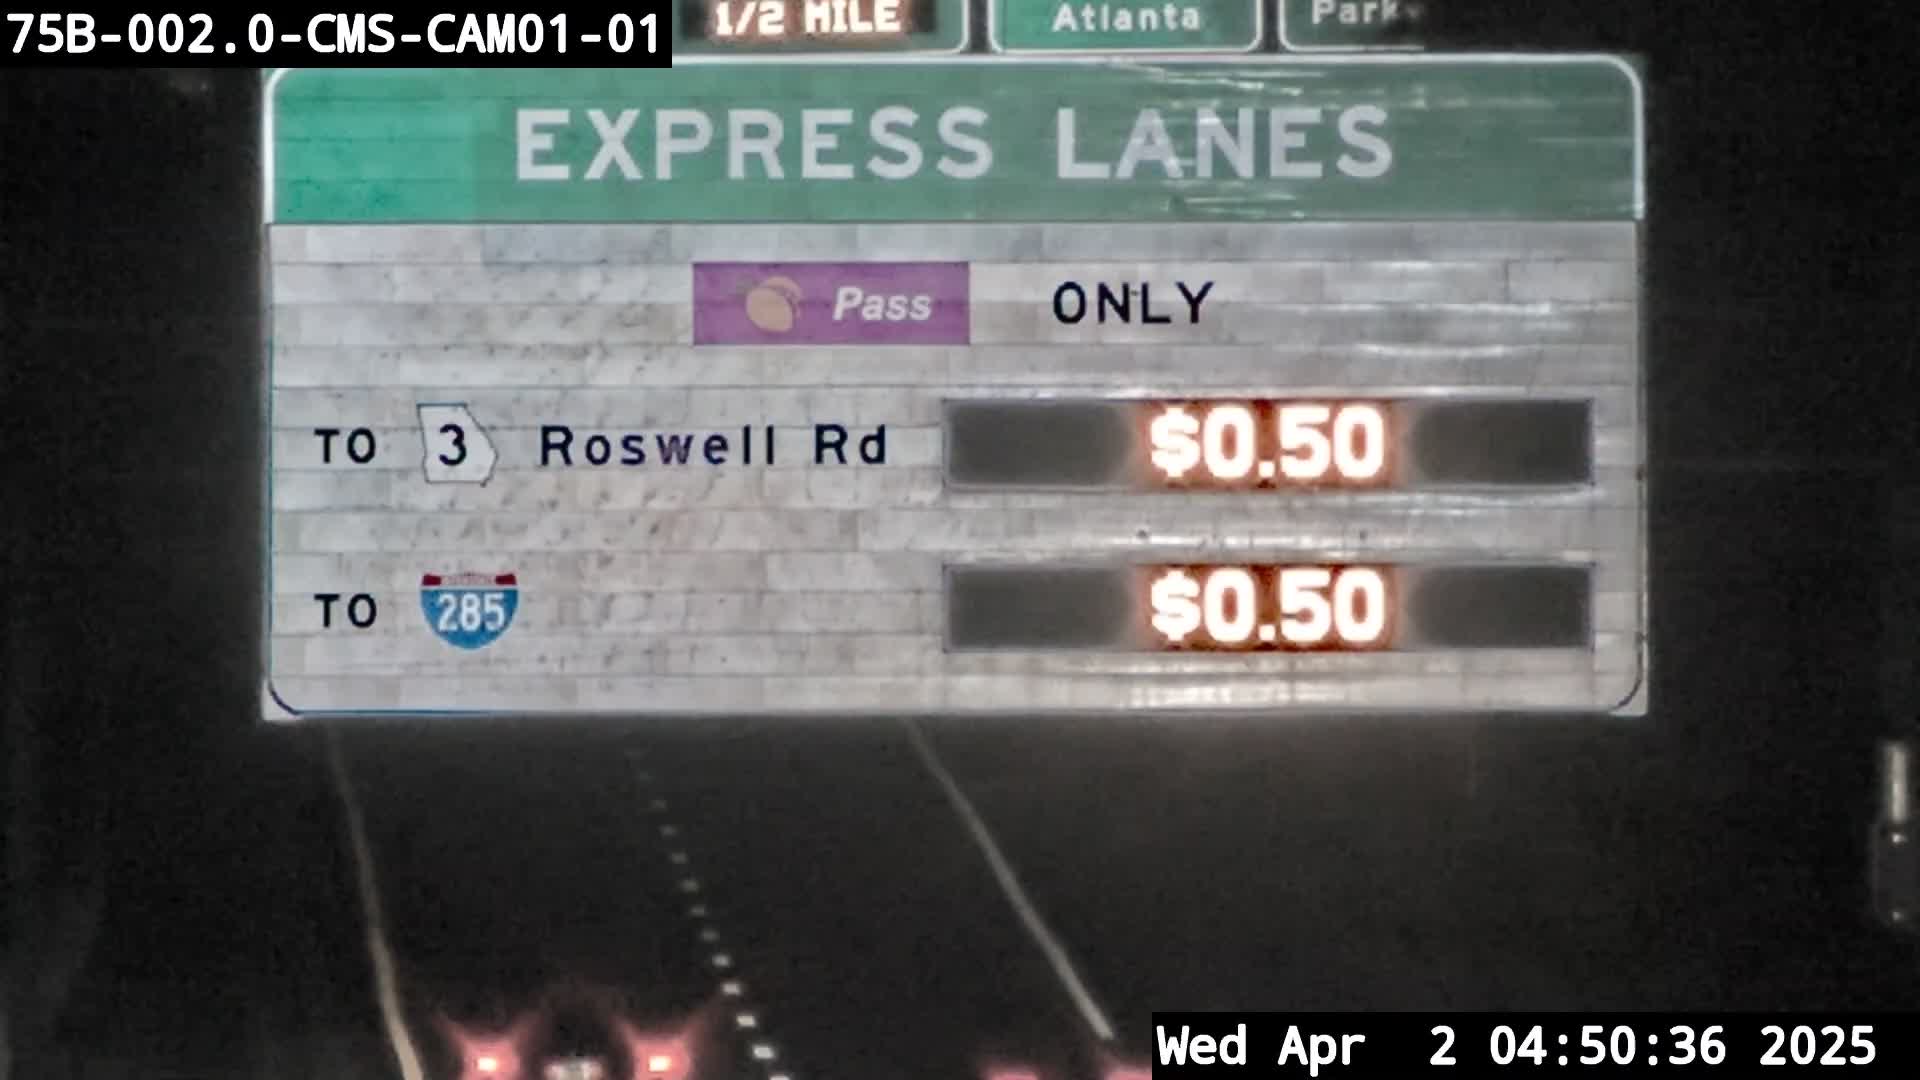 75B-002.0-CMS-CAM01-01
1/2 MILE
Atlanta
Park
EXPRESS LANES
Pass ONLY
TO 3 Roswell Rd $0.50
TO 285 $0.50
Wed Apr 2 04:50:36 2025